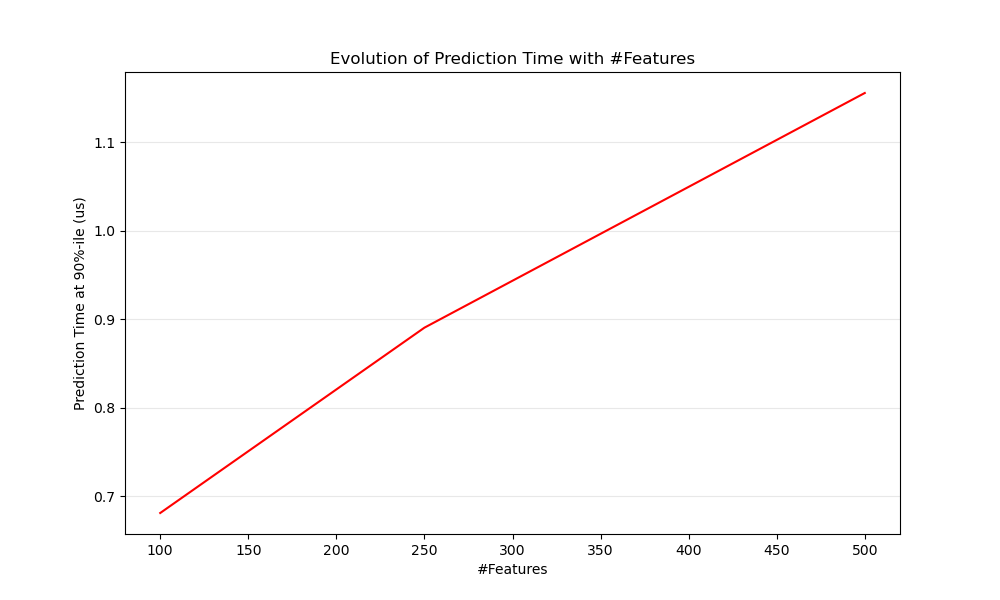 Evolution of Prediction Time with #Features
Prediction Time at 90%-ile (us)
1.1
1.0
0.9
0.8
0.7
100 150 200 250 300 350 400 450 500
#Features